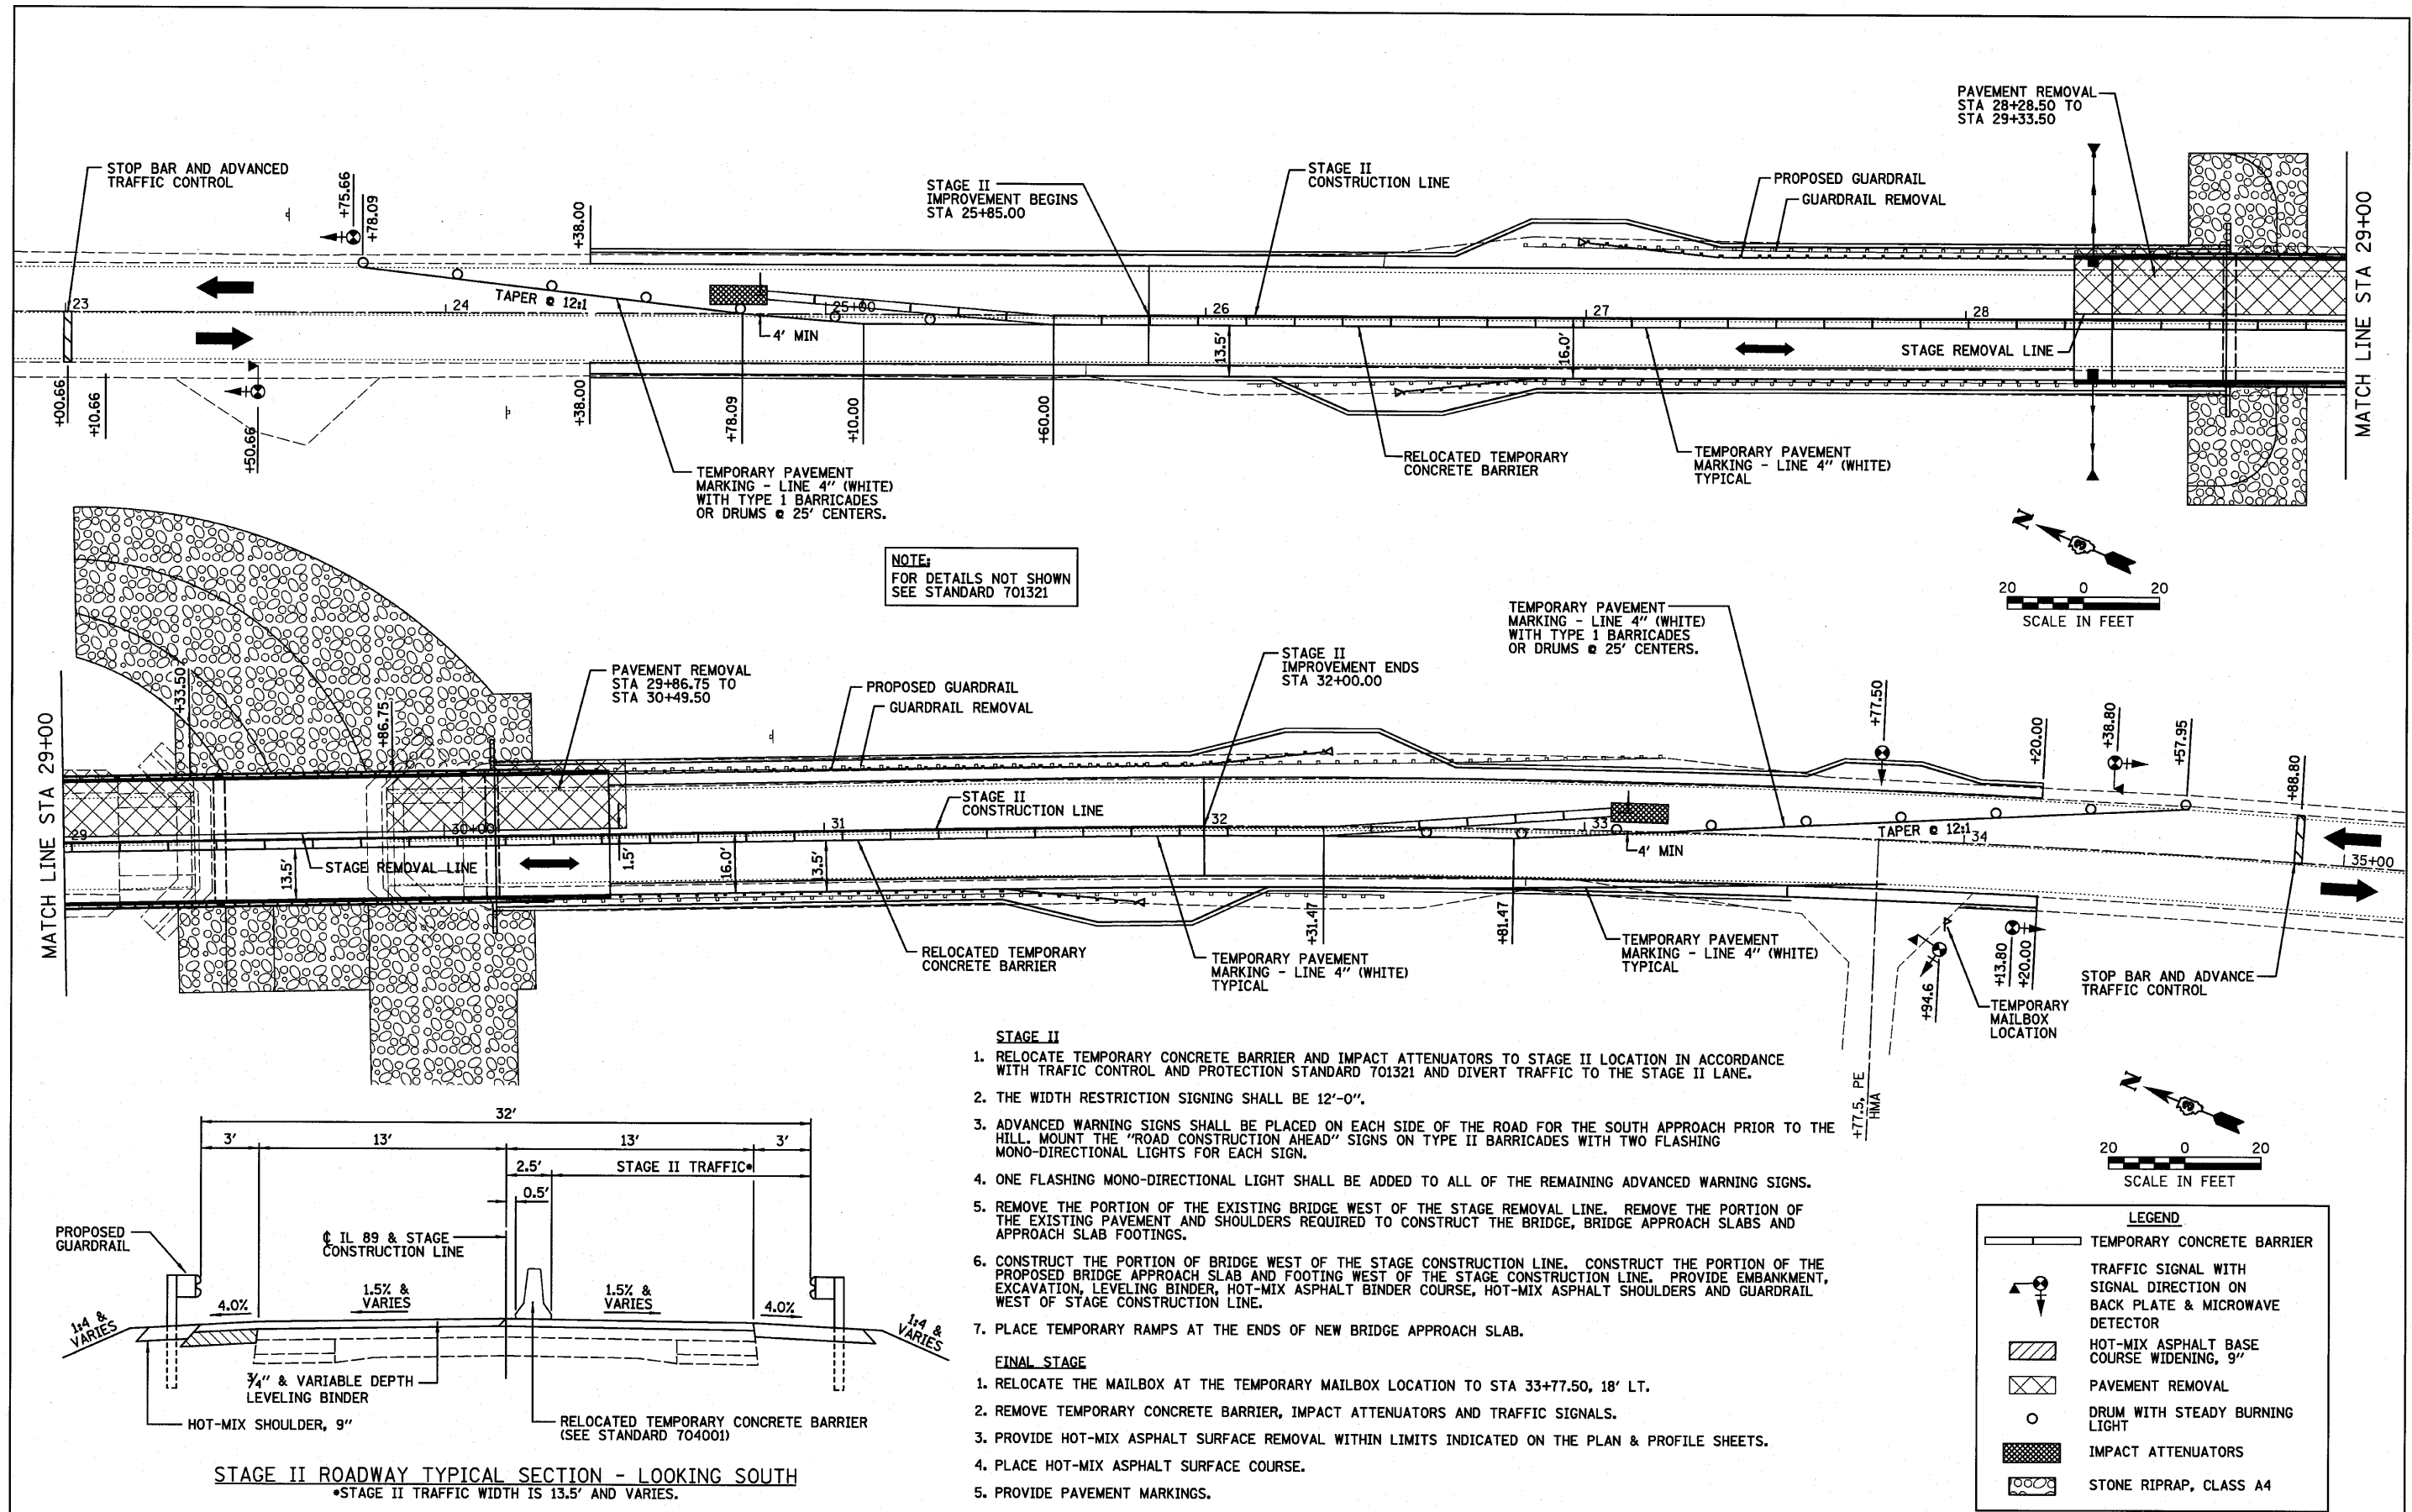 PAVEMENT REMOVAL
STA 28+28.50 TO
STA 29+33.50
STOP BAR AND ADVANCED
TRAFFIC CONTROL
+75.66
+78.09
+38.00
STAGE II
IMPROVEMENT BEGINS
STA 25+85.00
STAGE II
CONSTRUCTION LINE
PROPOSED GUARDRAIL
GUARDRAIL REMOVAL
MATCH LINE STA 29+00
23
24
TAPER @ 12:1
25+00
26
27
28
4' MIN
13.5'
16.0'
STAGE REMOVAL LINE
+00.66
+10.66
+50.66
+38.00
+78.09
+10.00
+60.00
TEMPORARY PAVEMENT
MARKING - LINE 4" (WHITE)
WITH TYPE 1 BARRICADES
OR DRUMS @ 25' CENTERS.
RELOCATED TEMPORARY
CONCRETE BARRIER
TEMPORARY PAVEMENT
MARKING - LINE 4" (WHITE)
TYPICAL
N
3
20 0 20
SCALE IN FEET
NOTE:
FOR DETAILS NOT SHOWN
SEE STANDARD 701321
MATCH LINE STA 29+00
+33.50
+86.75
PAVEMENT REMOVAL
STA 29+86.75 TO
STA 30+49.50
PROPOSED GUARDRAIL
GUARDRAIL REMOVAL
STAGE II
IMPROVEMENT ENDS
STA 32+00.00
TEMPORARY PAVEMENT
MARKING - LINE 4" (WHITE)
WITH TYPE 1 BARRICADES
OR DRUMS @ 25' CENTERS.
+77.50
+20.00
+38.80
+57.95
+88.80
STAGE II
CONSTRUCTION LINE
29
30+00
31
32
33
34
35+00
TAPER @ 12:1
4' MIN
STAGE REMOVAL LINE
13.5'
1.5'
16.0'
13.5'
+31.47
+81.47
RELOCATED TEMPORARY
CONCRETE BARRIER
TEMPORARY PAVEMENT
MARKING - LINE 4" (WHITE)
TYPICAL
TEMPORARY PAVEMENT
MARKING - LINE 4" (WHITE)
TYPICAL
+94.6
+13.80
+20.00
TEMPORARY
MAILBOX
LOCATION
STOP BAR AND ADVANCE
TRAFFIC CONTROL
+77.5, PE
HMA
N
3
20 0 20
SCALE IN FEET
STAGE II
1. RELOCATE TEMPORARY CONCRETE BARRIER AND IMPACT ATTENUATORS TO STAGE II LOCATION IN ACCORDANCE
WITH TRAFIC CONTROL AND PROTECTION STANDARD 701321 AND DIVERT TRAFFIC TO THE STAGE II LANE.
2. THE WIDTH RESTRICTION SIGNING SHALL BE 12'-0".
3. ADVANCED WARNING SIGNS SHALL BE PLACED ON EACH SIDE OF THE ROAD FOR THE SOUTH APPROACH PRIOR TO THE
HILL. MOUNT THE "ROAD CONSTRUCTION AHEAD" SIGNS ON TYPE II BARRICADES WITH TWO FLASHING
MONO-DIRECTIONAL LIGHTS FOR EACH SIGN.
4. ONE FLASHING MONO-DIRECTIONAL LIGHT SHALL BE ADDED TO ALL OF THE REMAINING ADVANCED WARNING SIGNS.
5. REMOVE THE PORTION OF THE EXISTING BRIDGE WEST OF THE STAGE REMOVAL LINE. REMOVE THE PORTION OF
THE EXISTING PAVEMENT AND SHOULDERS REQUIRED TO CONSTRUCT THE BRIDGE, BRIDGE APPROACH SLABS AND
APPROACH SLAB FOOTINGS.
6. CONSTRUCT THE PORTION OF BRIDGE WEST OF THE STAGE CONSTRUCTION LINE. CONSTRUCT THE PORTION OF THE
PROPOSED BRIDGE APPROACH SLAB AND FOOTING WEST OF THE STAGE CONSTRUCTION LINE. PROVIDE EMBANKMENT,
EXCAVATION, LEVELING BINDER, HOT-MIX ASPHALT BINDER COURSE, HOT-MIX ASPHALT SHOULDERS AND GUARDRAIL
WEST OF STAGE CONSTRUCTION LINE.
7. PLACE TEMPORARY RAMPS AT THE ENDS OF NEW BRIDGE APPROACH SLAB.
FINAL STAGE
1. RELOCATE THE MAILBOX AT THE TEMPORARY MAILBOX LOCATION TO STA 33+77.50, 18' LT.
2. REMOVE TEMPORARY CONCRETE BARRIER, IMPACT ATTENUATORS AND TRAFFIC SIGNALS.
3. PROVIDE HOT-MIX ASPHALT SURFACE REMOVAL WITHIN LIMITS INDICATED ON THE PLAN & PROFILE SHEETS.
4. PLACE HOT-MIX ASPHALT SURFACE COURSE.
5. PROVIDE PAVEMENT MARKINGS.
32'
3' 13' 13' 3'
2.5' STAGE II TRAFFIC*
0.5'
PROPOSED
GUARDRAIL
℄ IL 89 & STAGE
CONSTRUCTION LINE
1.5% &
VARIES
1.5% &
VARIES
4.0%
4.0%
1:4 &
VARIES
1:4 &
VARIES
¾" & VARIABLE DEPTH
LEVELING BINDER
HOT-MIX SHOULDER, 9"
RELOCATED TEMPORARY CONCRETE BARRIER
(SEE STANDARD 704001)
STAGE II ROADWAY TYPICAL SECTION - LOOKING SOUTH
*STAGE II TRAFFIC WIDTH IS 13.5' AND VARIES.
LEGEND
TEMPORARY CONCRETE BARRIER
TRAFFIC SIGNAL WITH
SIGNAL DIRECTION ON
BACK PLATE & MICROWAVE
DETECTOR
HOT-MIX ASPHALT BASE
COURSE WIDENING, 9"
PAVEMENT REMOVAL
DRUM WITH STEADY BURNING
LIGHT
IMPACT ATTENUATORS
STONE RIPRAP, CLASS A4